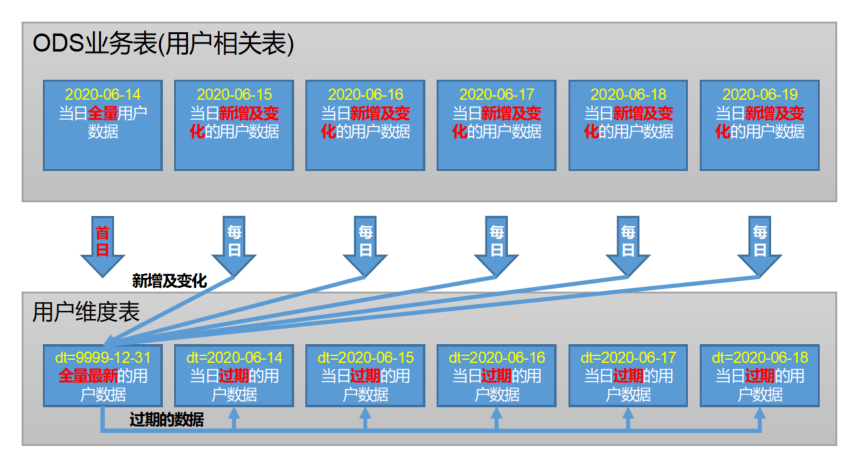 ODS业务表(用户相关表)
2020-06-14
当日全量用户
数据
2020-06-15
当日新增及变
化的用户数据
2020-06-16
当日新增及变
化的用户数据
2020-06-17
当日新增及变
化的用户数据
2020-06-18
当日新增及变
化的用户数据
2020-06-19
当日新增及变
化的用户数据
首
日
每
日
每
日
每
日
每
日
每
日
新增及变化
用户维度表
dt=9999-12-31
全量最新的用
户数据
dt=2020-06-14
当日过期的用
户数据
dt=2020-06-15
当日过期的用
户数据
dt=2020-06-16
当日过期的用
户数据
dt=2020-06-17
当日过期的用
户数据
dt=2020-06-18
当日过期的用
户数据
过期的数据